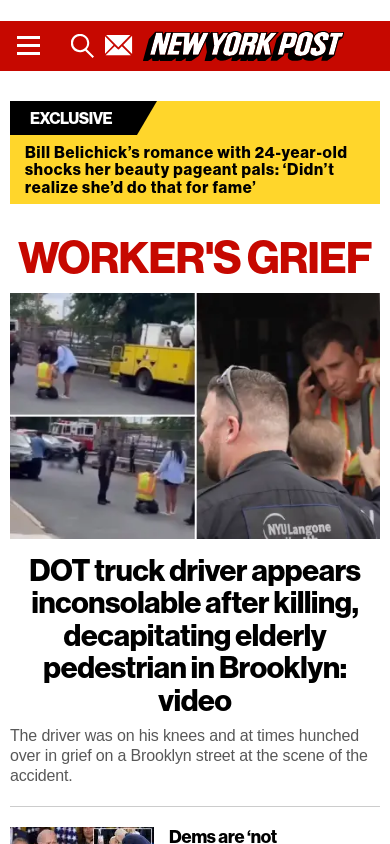 NEW YORK POST
EXCLUSIVE
Bill Belichick’s romance with 24-year-old
shocks her beauty pageant pals: ‘Didn’t
realize she’d do that for fame’
WORKER'S GRIEF
NYU Langone
DOT truck driver appears
inconsolable after killing,
decapitating elderly
pedestrian in Brooklyn:
video
The driver was on his knees and at times hunched
over in grief on a Brooklyn street at the scene of the
accident.
Dems are ‘not